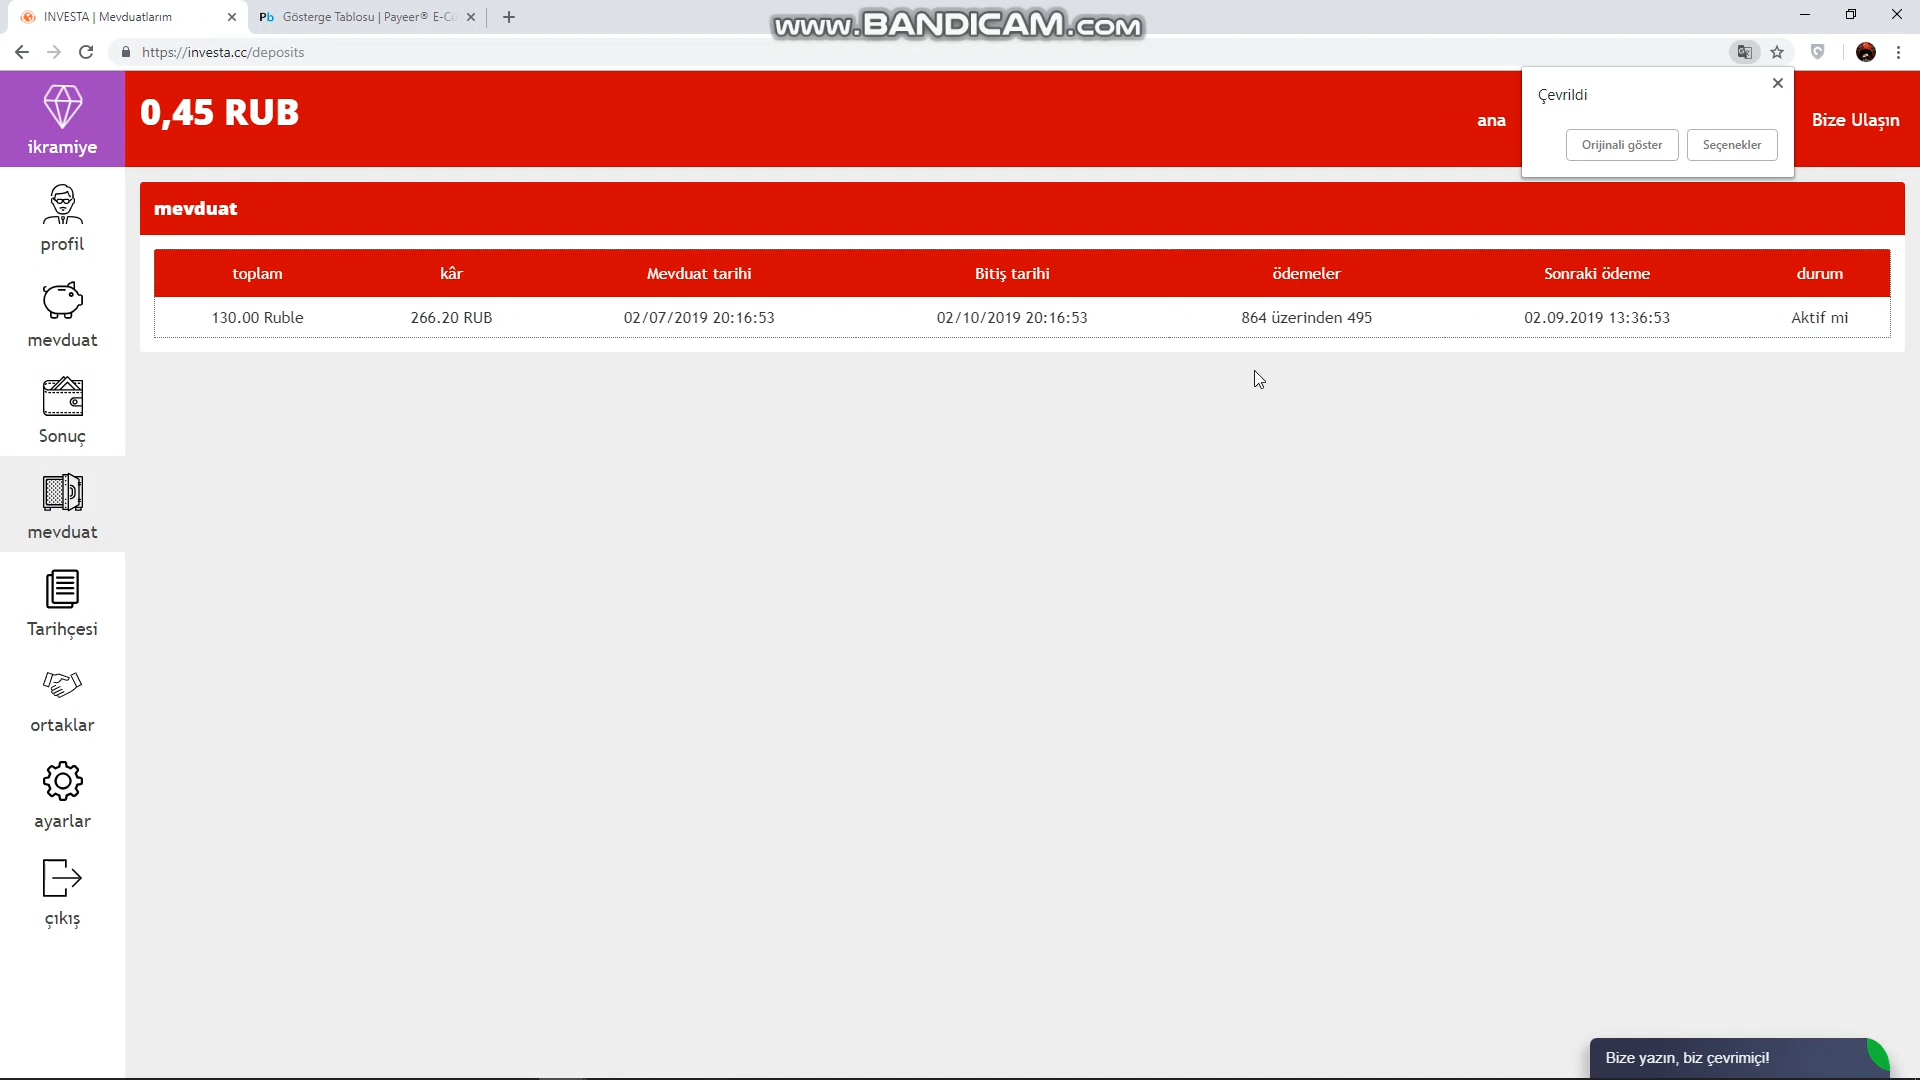 INVESTA | Mevduatlarım
Gösterge Tablosu | Payeer® E-Cü
www.BANDICAM.com
https://investa.cc/deposits
ikramiye
0,45 RUB
ana
Çevrildi
Orijinali göster
Seçenekler
Bize Ulaşın
profil
mevduat
Sonuç
mevduat
Tarihçesi
ortaklar
ayarlar
çıkış
mevduat
toplam kâr Mevduat tarihi Bitiş tarihi ödemeler Sonraki ödeme durum
130.00 Ruble 266.20 RUB 02/07/2019 20:16:53 02/10/2019 20:16:53 864 üzerinden 495 02.09.2019 13:36:53 Aktif mi
Bize yazın, biz çevrimiçi!